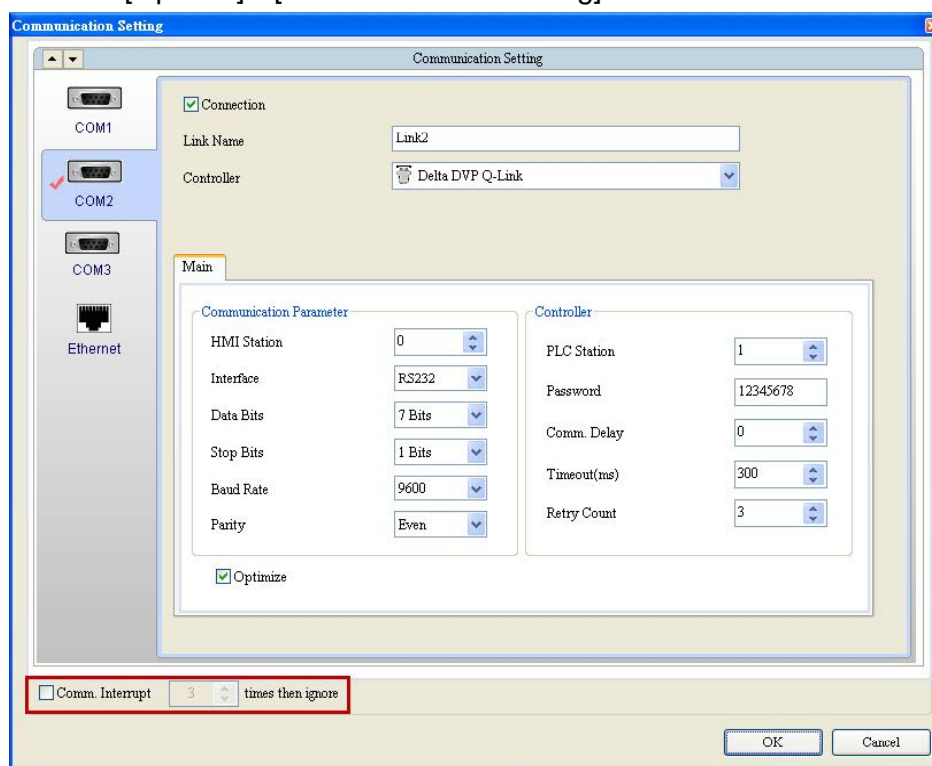 Communication Setting
Communication Setting
COM1
COM2
COM3
Ethernet
Connection
Link Name Link2
Controller Delta DVP Q-Link
Main
Communication Parameter
HMI Station 0
Interface RS232
Data Bits 7 Bits
Stop Bits 1 Bits
Baud Rate 9600
Parity Even
Controller
PLC Station 1
Password 12345678
Comm. Delay 0
Timeout(ms) 300
Retry Count 3
Optimize
Comm. Interrupt 3 times then ignore
OK Cancel